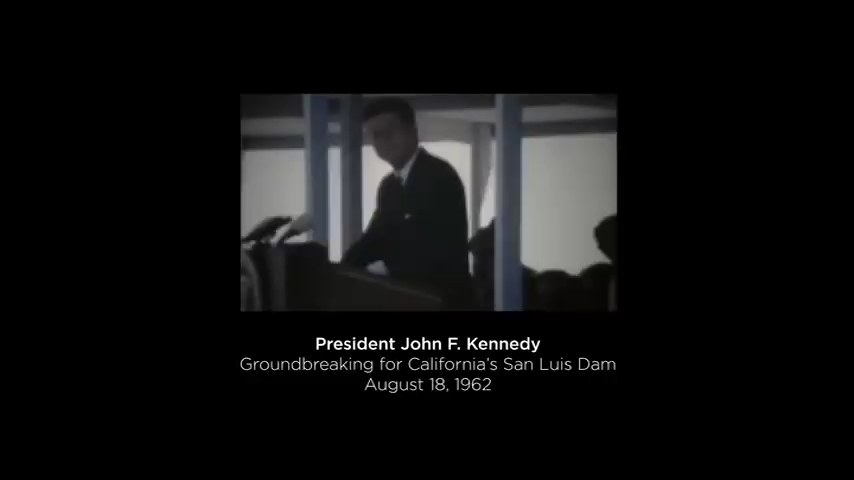 President John F. Kennedy
Groundbreaking for California's San Luis Dam
August 18, 1962